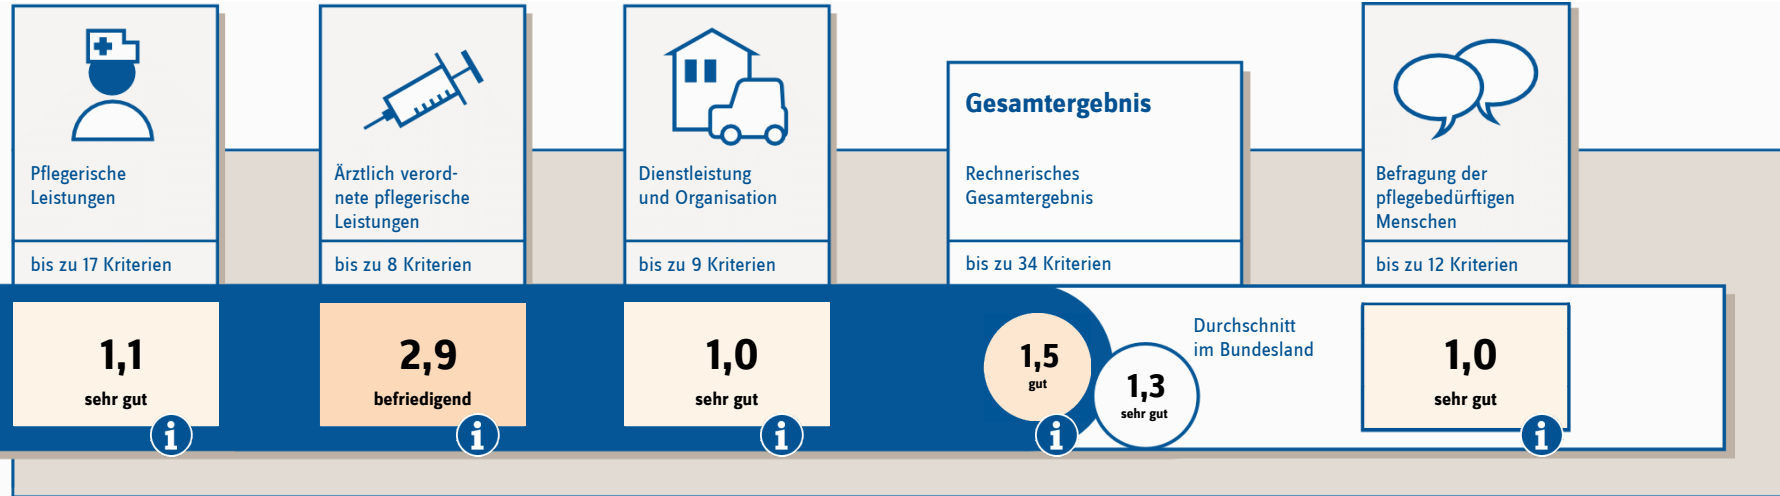 Pflegerische
Leistungen
bis zu 17 Kriterien
1,1
sehr gut
i
Ärztlich verord-
nete pflegerische
Leistungen
bis zu 8 Kriterien
2,9
befriedigend
i
Dienstleistung
und Organisation
bis zu 9 Kriterien
1,0
sehr gut
i
Gesamtergebnis
Rechnerisches
Gesamtergebnis
bis zu 34 Kriterien
1,5
gut
i
Durchschnitt
im Bundesland
1,3
sehr gut
Befragung der
pflegebedürftigen
Menschen
bis zu 12 Kriterien
1,0
sehr gut
i